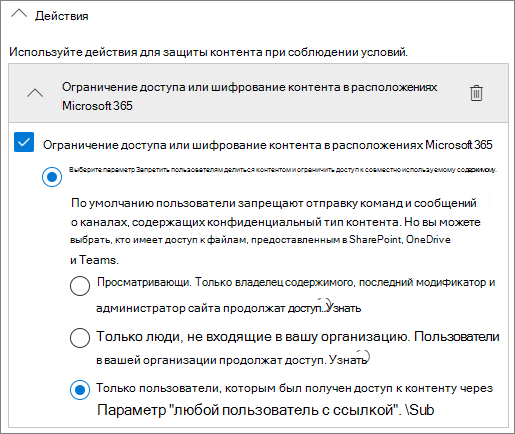 Действия
Используйте действия для защиты контента при соблюдении условий.
Ограничение доступа или шифрование контента в расположениях
Microsoft 365
Ограничение доступа или шифрование контента в расположениях Microsoft 365
Выберите параметр Запретить пользователям делиться контентом и ограничить доступ к совместно используемому содержимому.
По умолчанию пользователи запрещают отправку команд и сообщений
о каналах, содержащих конфиденциальный тип контента. Но вы можете
выбрать, кто имеет доступ к файлам, предоставленным в SharePoint, OneDrive
и Teams.
Просматривающи. Только владелец содержимого, последний модификатор и
администратор сайта продолжат доступ. Узнать
Только люди, не входящие в вашу организацию. Пользователи
в вашей организации продолжат доступ. Узнать
Только пользователи, которым был получен доступ к контенту через
Параметр "любой пользователь с ссылкой". \Sub